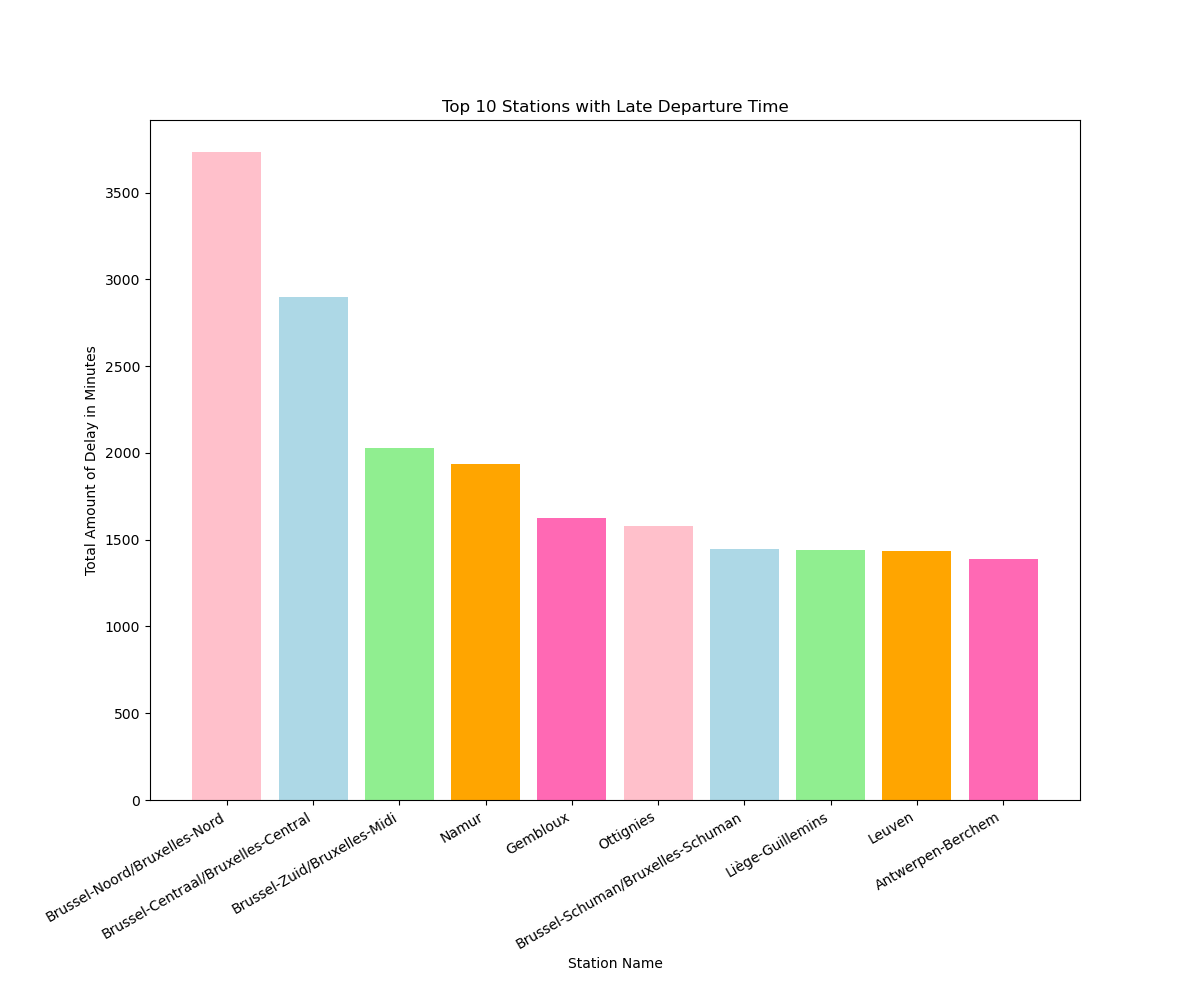 Top 10 Stations with Late Departure Time
Total Amount of Delay in Minutes
3500
3000
2500
2000
1500
1000
500
0
Brussel-Noord/Bruxelles-Nord
Brussel-Centraal/Bruxelles-Central
Brussel-Zuid/Bruxelles-Midi
Namur
Gembloux
Ottignies
Brussel-Schuman/Bruxelles-Schuman
Liège-Guillemins
Leuven
Antwerpen-Berchem
Station Name